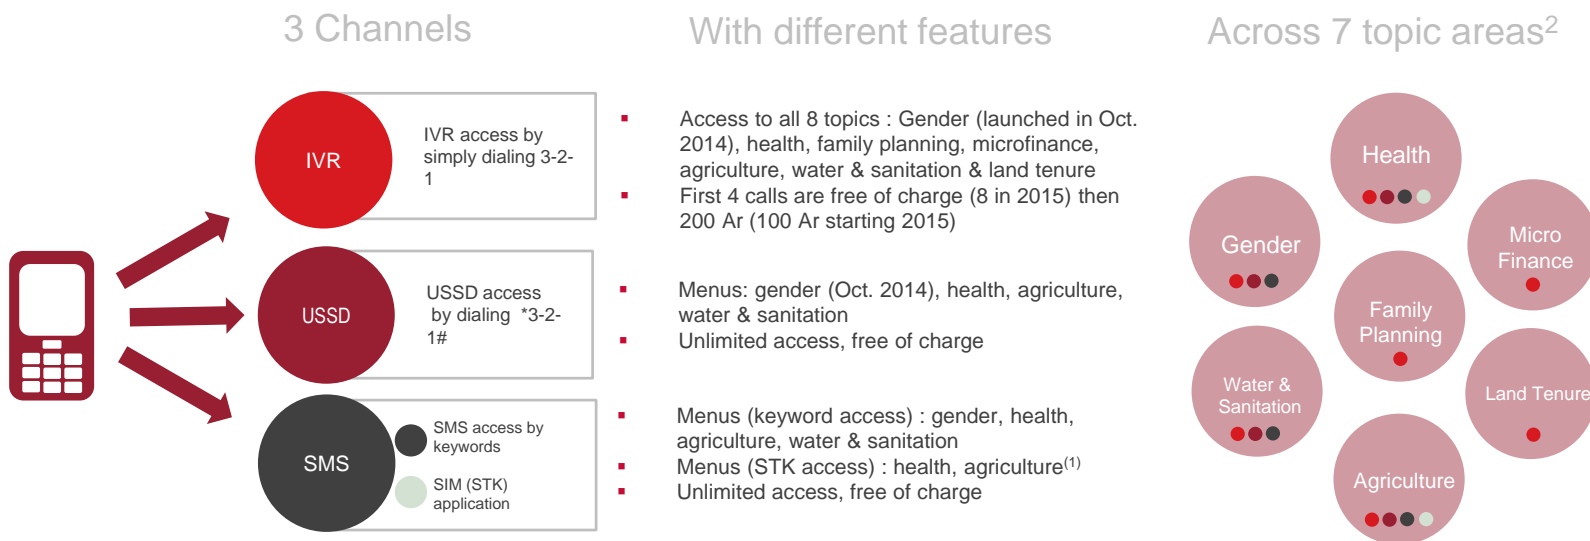 3 Channels
With different features
Across 7 topic areas2
IVR
IVR access by
simply dialing 3-2-
1
▪ Access to all 8 topics : Gender (launched in Oct.
2014), health, family planning, microfinance,
agriculture, water & sanitation & land tenure
▪ First 4 calls are free of charge (8 in 2015) then
200 Ar (100 Ar starting 2015)
USSD
USSD access
by dialing *3-2-
1#
▪ Menus: gender (Oct. 2014), health, agriculture,
water & sanitation
▪ Unlimited access, free of charge
SMS
SMS access by
keywords
SIM (STK)
application
▪ Menus (keyword access) : gender, health,
agriculture, water & sanitation
▪ Menus (STK access) : health, agriculture(1)
▪ Unlimited access, free of charge
Health
Gender
Micro
Finance
Family
Planning
Water &
Sanitation
Land Tenure
Agriculture